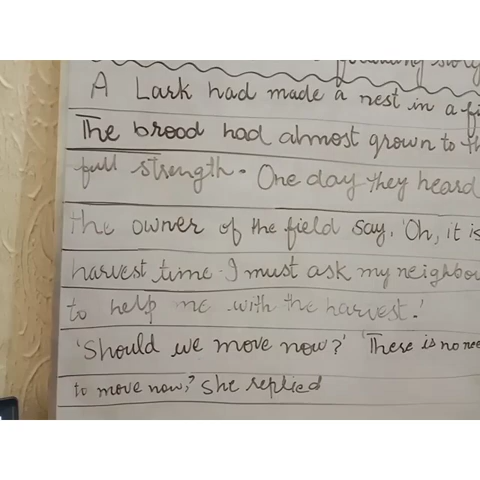 following story
A Lark had made a nest in a
The brood had almost grown to
full strength. One day they heard
the owner of the field say, 'Oh, it is
harvest time. I must ask my
to help me with the harvest.'
'Should we move now?' 'There is no
to move now,' she replied